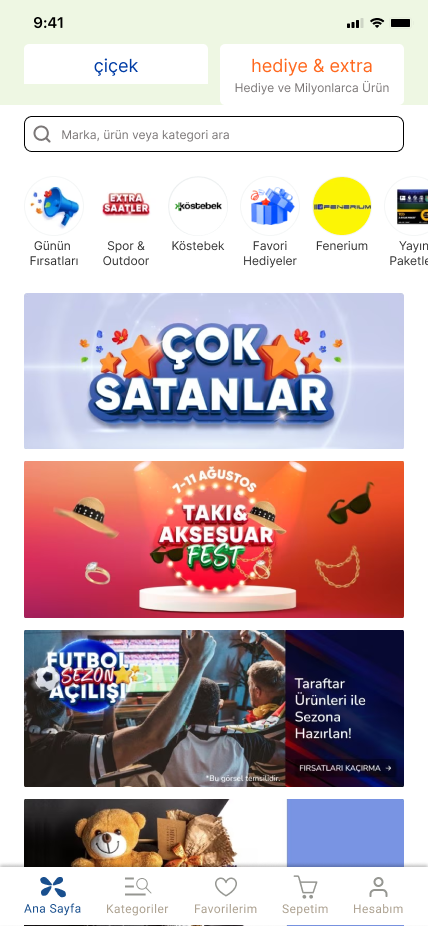 9:41
çiçek
hediye & extra
Hediye ve Milyonlarca Ürün
Marka, ürün veya kategori ara
EXTRA
SAATLER
köstebek
FENERIUM
Günün
Fırsatları
Spor &
Outdoor
Köstebek
Favori
Hediyeler
Fenerium
Yayın
Paketle
ÇOK
SATANLAR
7-11 AĞUSTOS
TAKI&
AKSESUAR
FEST
FUTBOL
SEZON
AÇILIŞI
Taraftar
Ürünleri ile
Sezona
Hazırlan!
FIRSATLARI KAÇIRMA →
*Bu görsel temsilidir.
Ana Sayfa
Kategoriler
Favorilerim
Sepetim
Hesabım